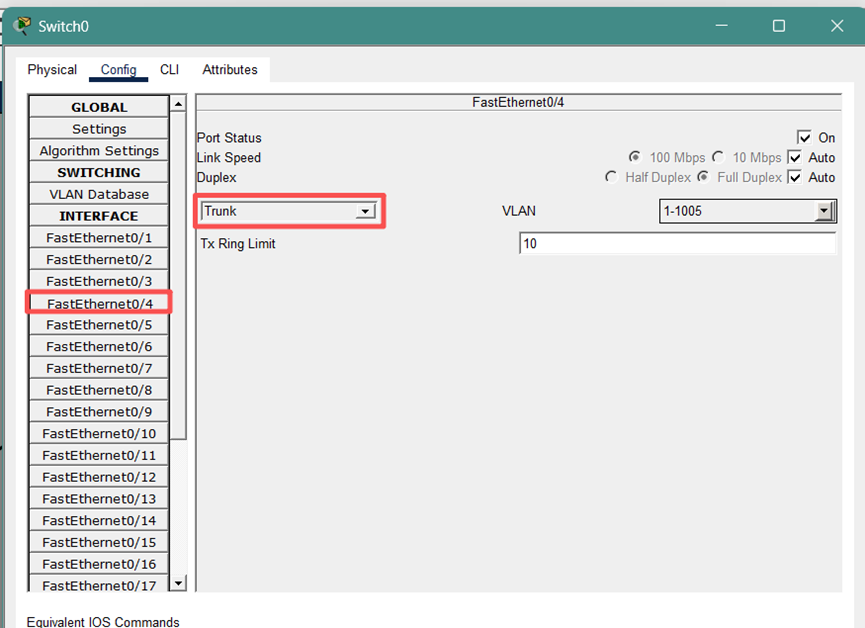 Switch0
Physical Config CLI Attributes
GLOBAL
Settings
Algorithm Settings
SWITCHING
VLAN Database
INTERFACE
FastEthernet0/1
FastEthernet0/2
FastEthernet0/3
FastEthernet0/4
FastEthernet0/5
FastEthernet0/6
FastEthernet0/7
FastEthernet0/8
FastEthernet0/9
FastEthernet0/10
FastEthernet0/11
FastEthernet0/12
FastEthernet0/13
FastEthernet0/14
FastEthernet0/15
FastEthernet0/16
FastEthernet0/17
FastEthernet0/4
Port Status On
Link Speed 100 Mbps 10 Mbps Auto
Duplex Half Duplex Full Duplex Auto
Trunk VLAN 1-1005
Tx Ring Limit 10
Equivalent IOS Commands